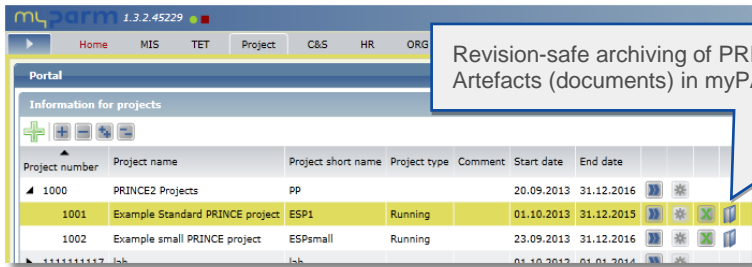 myparm 1.3.2.45229
Home MIS TET Project C&S HR ORG
Revision-safe archiving of PRI
Artefacts (documents) in myPA
Portal
Information for projects
Project number Project name Project short name Project type Comment Start date End date
1000 PRINCE2 Projects PP 20.09.2013 31.12.2016
1001 Example Standard PRINCE project ESP1 Running 01.10.2013 31.12.2015
1002 Example small PRINCE project ESPsmall Running 23.09.2013 31.12.2016